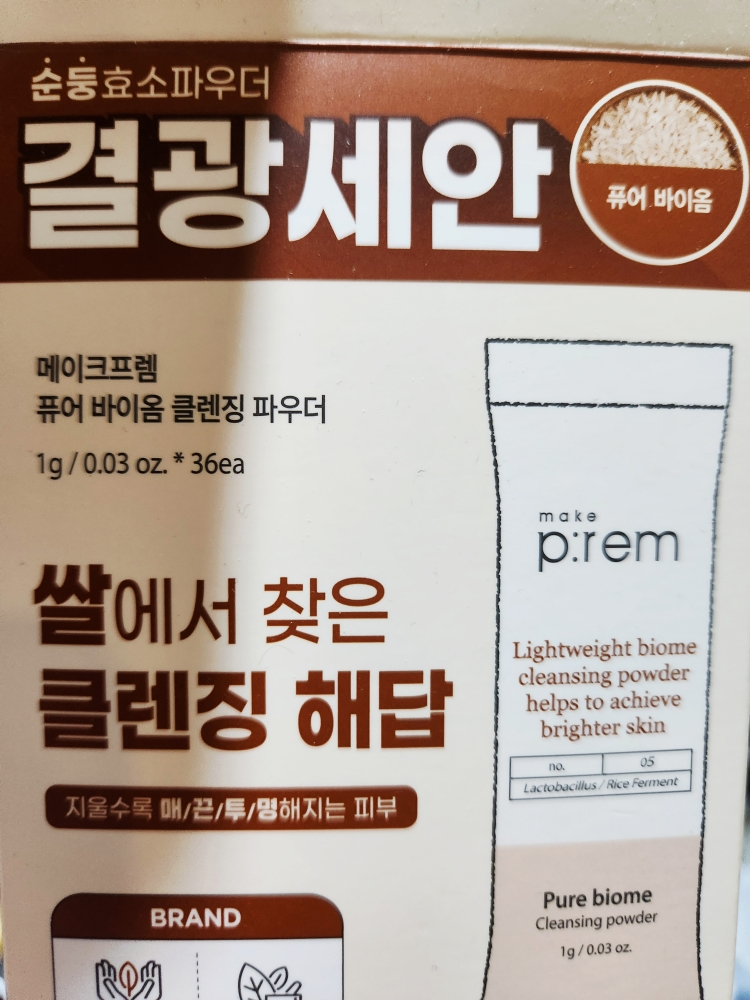 순둥효소파우더
결광세안
퓨어 바이옴
메이크프렘
퓨어 바이옴 클렌징 파우더
1g / 0.03 oz. * 36ea
쌀에서 찾은
클렌징 해답
지울수록 매/끈/투/명해지는 피부
BRAND
make
p:rem
Lightweight biome
cleansing powder
helps to achieve
brighter skin
no. 05
Lactobacillus / Rice Ferment
Pure biome
Cleansing powder
1g / 0.03 oz.